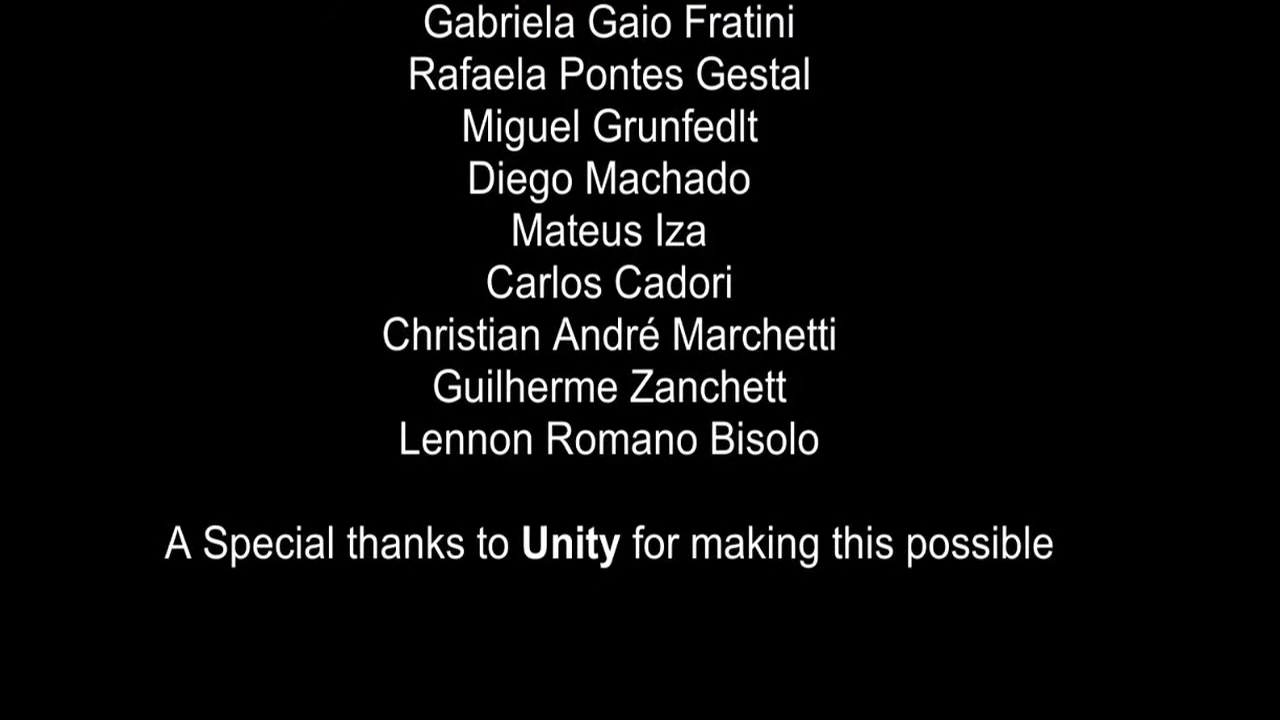 Gabriela Gaio Fratini
Rafaela Pontes Gestal
Miguel Grunfedlt
Diego Machado
Mateus Iza
Carlos Cadori
Christian André Marchetti
Guilherme Zanchett
Lennon Romano Bisolo
A Special thanks to Unity for making this possible